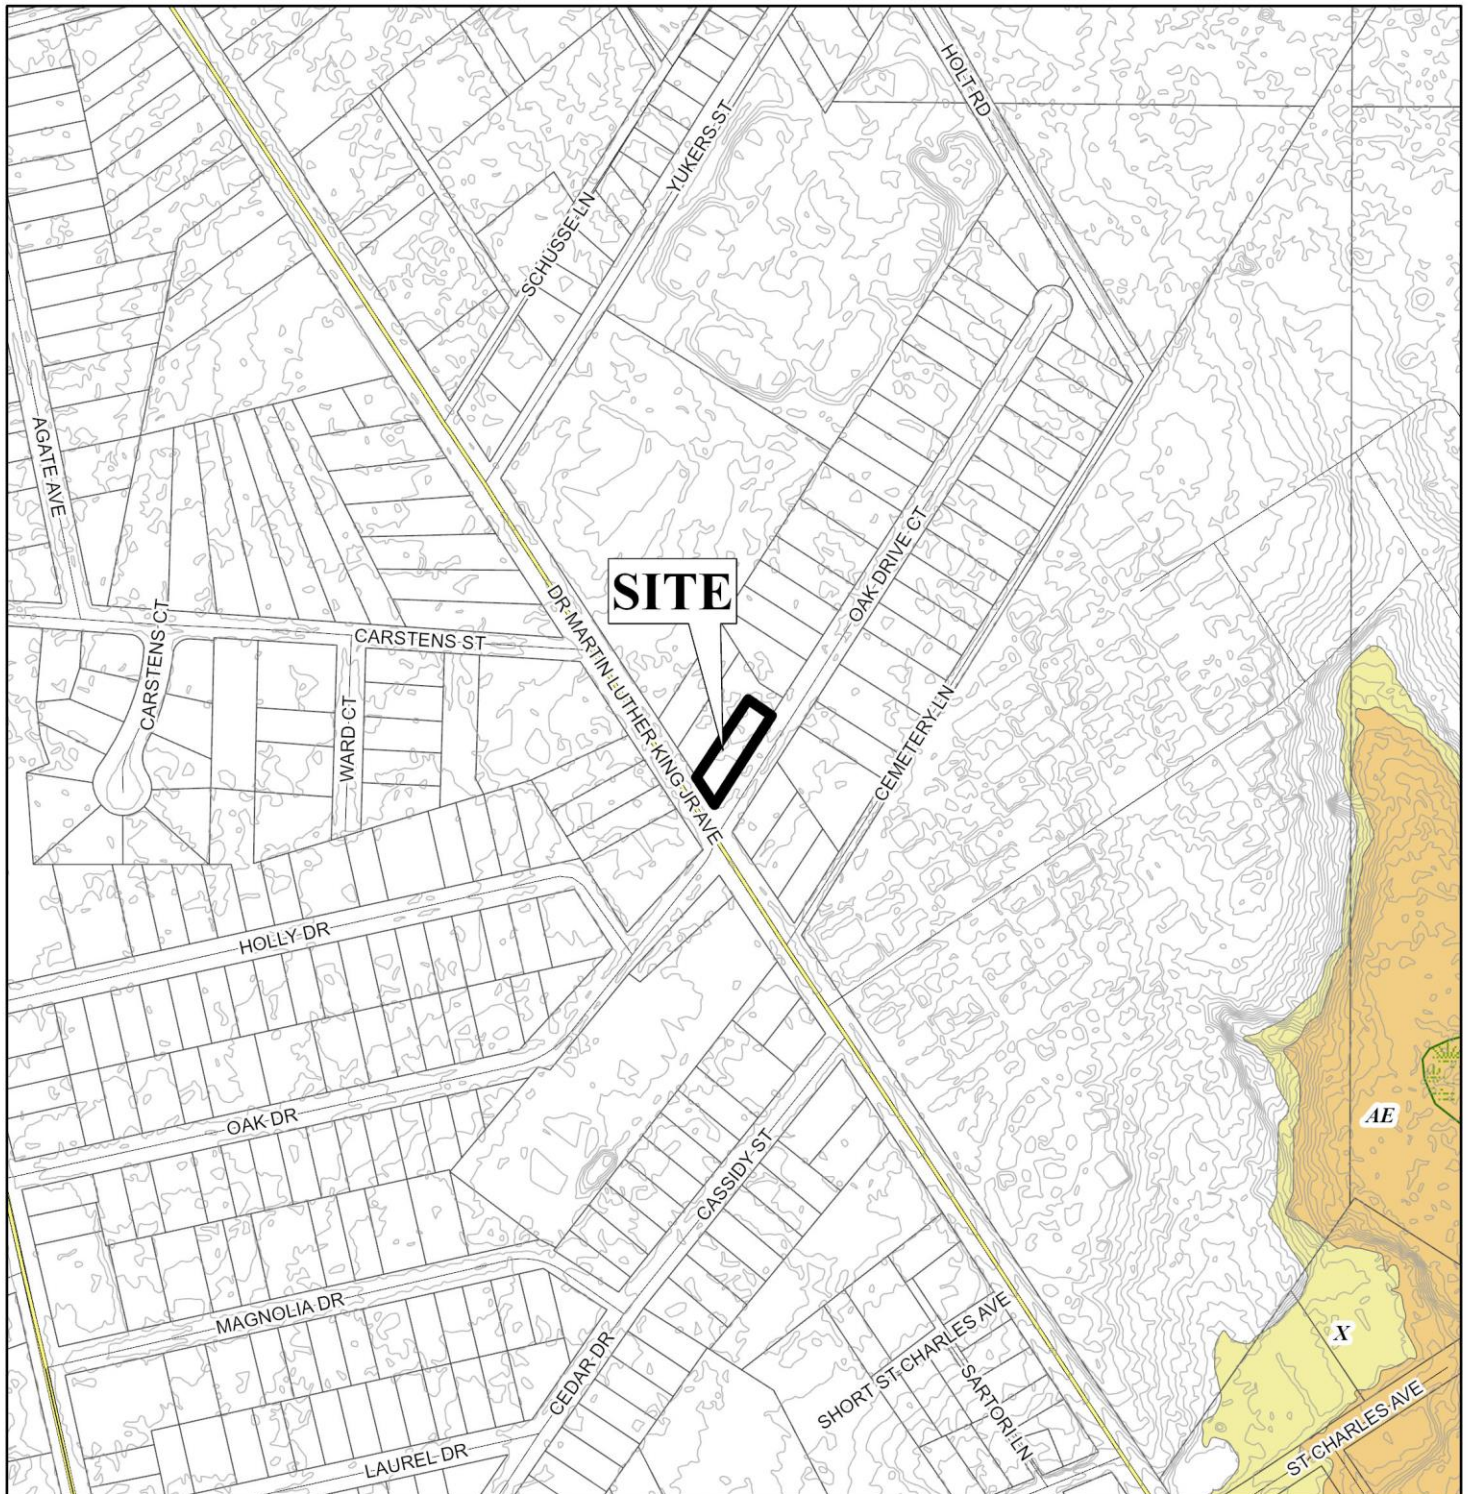 HOLT RD
YUKERS ST
SCHUSSE LN
AGATE AVE
SITE
OAK DRIVE CT
DR MARTIN LUTHER KING JR AVE
CARSTENS CT
CARSTENS ST
WARD CT
CEMETERY LN
HOLLY DR
OAK DR
AE
CASSIDY ST
MAGNOLIA DR
X
SHORT ST CHARLES AVE
CEDAR DR
SARTORI LN
ST CHARLES AVE
LAUREL DR